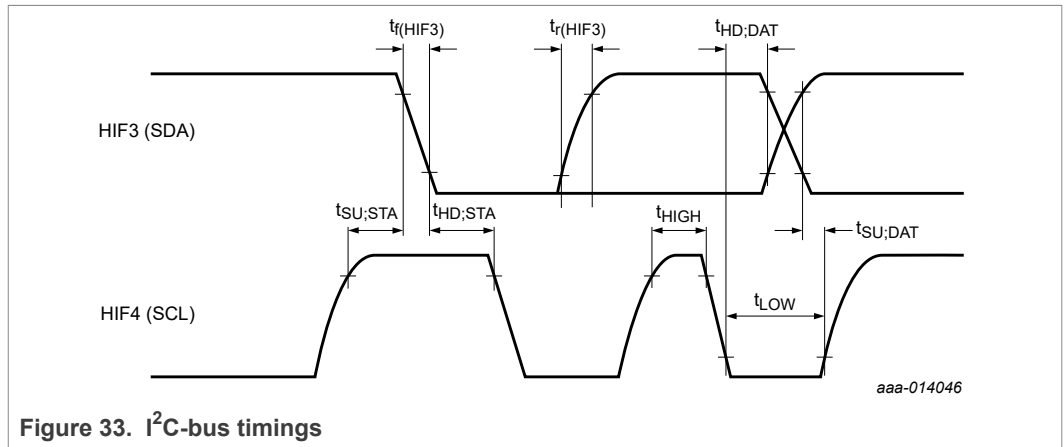 tf(HIF3) tr(HIF3) tHD;DAT
HIF3 (SDA)
tSU;STA tHD;STA tHIGH tSU;DAT
HIF4 (SCL) tLOW
aaa-014046
Figure 33. I²C-bus timings